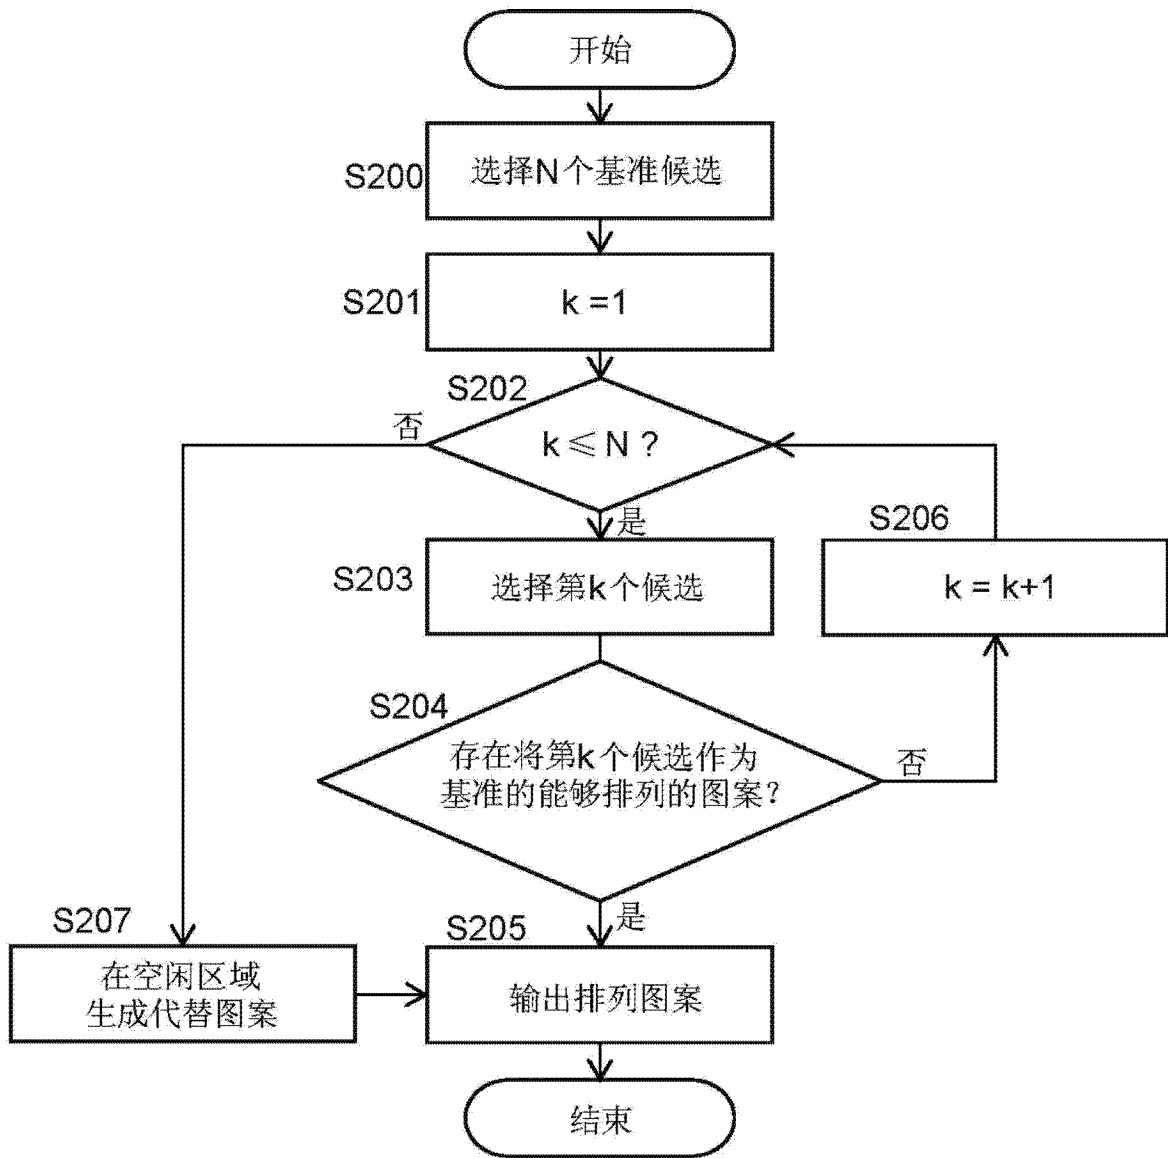 开始
S200
选择N个基准候选
S201
k =1
S202
否
k ≤ N ?
是
S206
S203
选择第k个候选
k = k+1
S204
存在将第k个候选作为
基准的能够排列的图案?
否
是
S207
S205
在空闲区域
生成代替图案
输出排列图案
结束